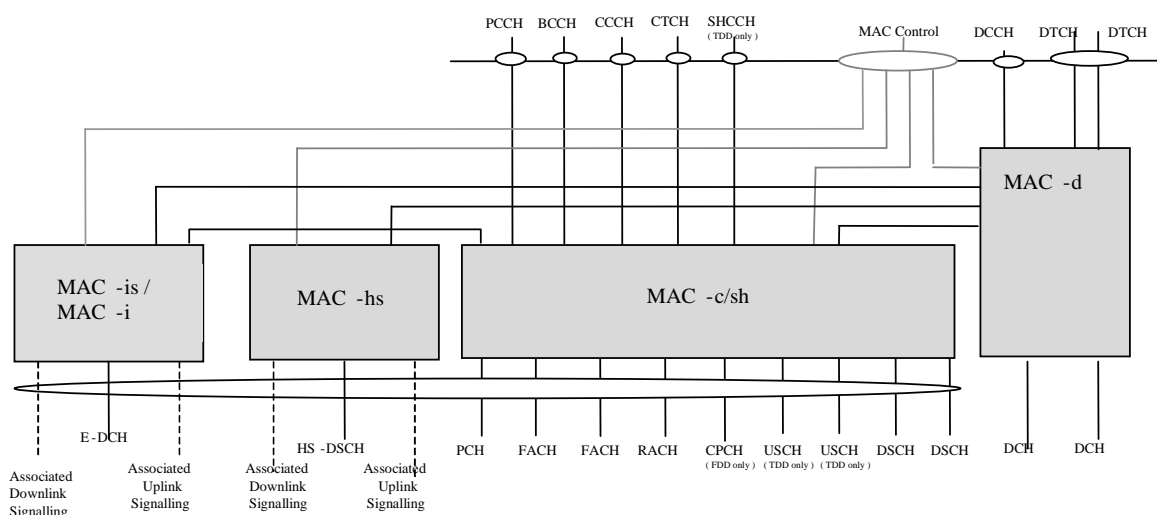 PCCH BCCH CCCH CTCH SHCCH MAC Control DCCH DTCH DTCH
( TDD only )
MAC -d
MAC -is /
MAC -i
MAC -hs
MAC -c/sh
E -DCH
HS -DSCH
PCH FACH FACH RACH CPCH USCH USCH DSCH DSCH DCH DCH
( FDD only ) ( TDD only ) ( TDD only )
Associated
Downlink
Signalling
Associated
Uplink
Signalling
Associated
Downlink
Signalling
Associated
Uplink
Signalling